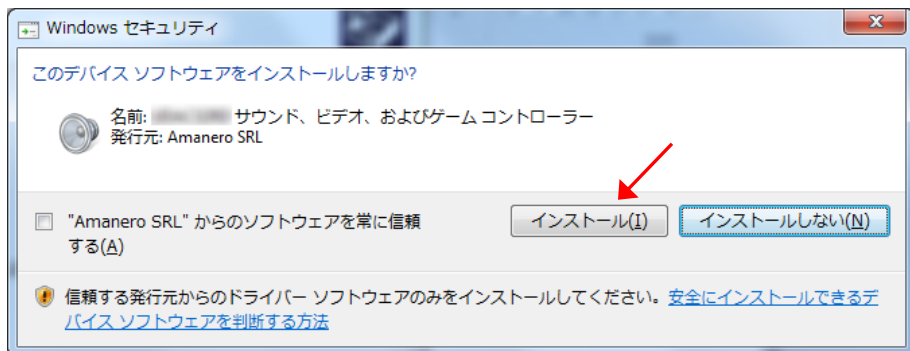 Windows セキュリティ
このデバイス ソフトウェアをインストールしますか?
名前: サウンド、ビデオ、およびゲーム コントローラー
発行元: Amanero SRL
"Amanero SRL" からのソフトウェアを常に信頼
する(A)
インストール(I)
インストールしない(N)
信頼する発行元からのドライバー ソフトウェアのみをインストールしてください。安全にインストールできるデ
バイス ソフトウェアを判断する方法